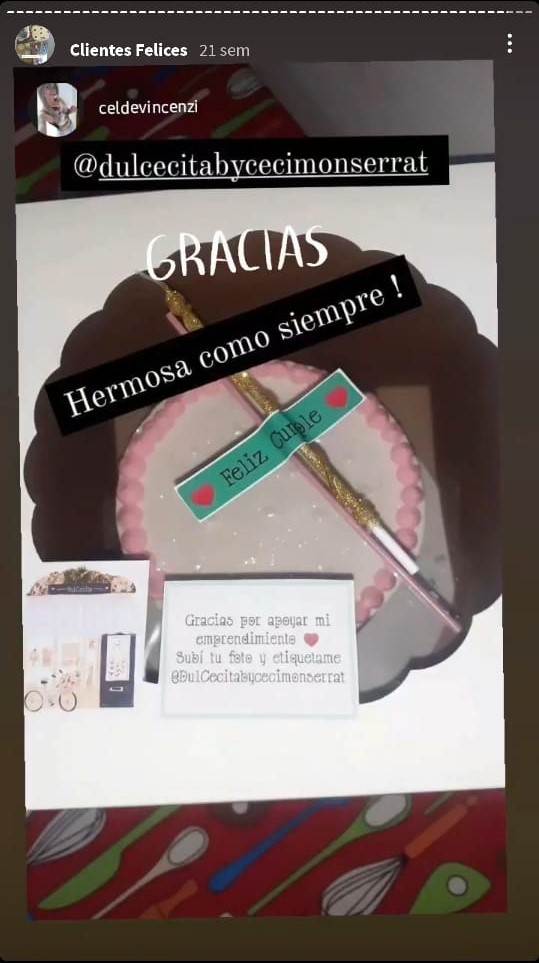 Clientes Felices 21 sem
celdevincenzi
@dulcecitabycecimonserrat
GRACIAS
Hermosa como siempre !
Feliz Cumple
DulCecita
Gracias por apoyar mi
emprendimiento
Subí tu foto y etiquetame
@DulCecitabycecimonserrat